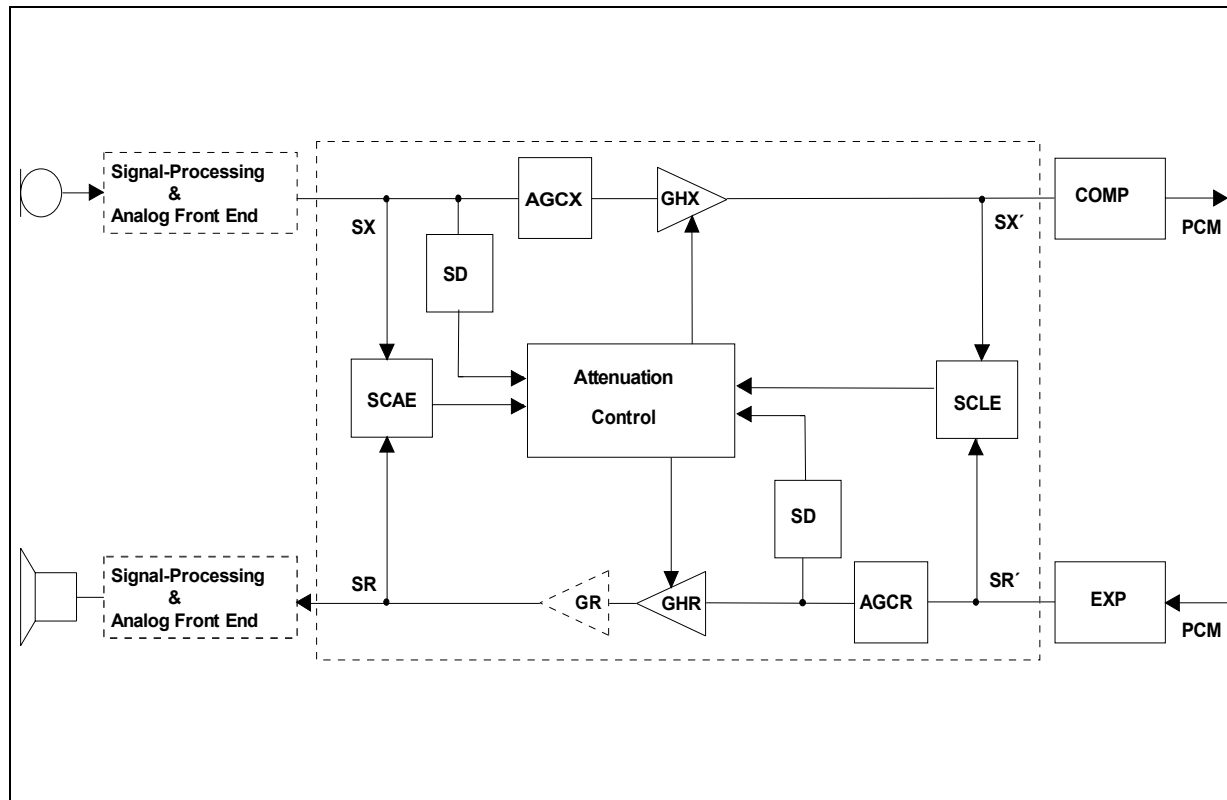 Signal-Processing
&
Analog Front End
SX
AGCX
GHX
SX´
COMP
PCM
SD
SCAE
Attenuation
Control
SCLE
SD
Signal-Processing
&
Analog Front End
SR
GR
GHR
AGCR
SR´
EXP
PCM